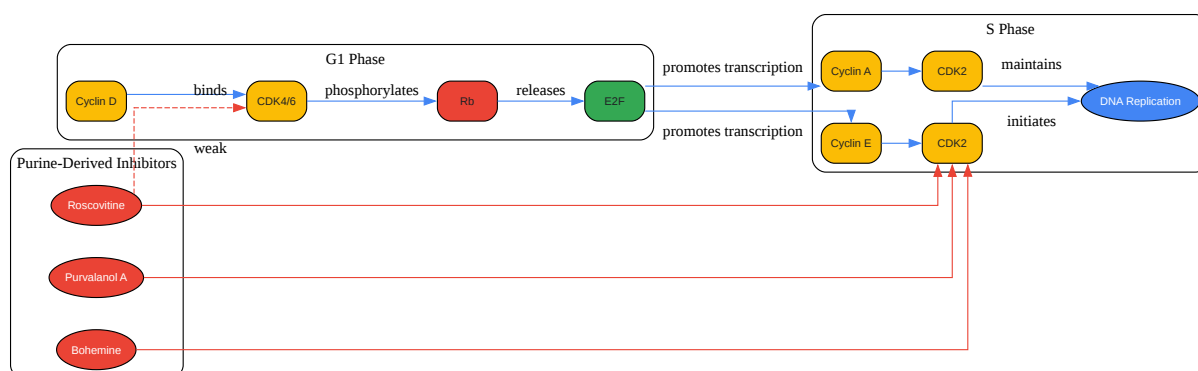 S Phase
G1 Phase
promotes transcription
Cyclin A
CDK2
maintains
Cyclin D
binds
CDK4/6
phosphorylates
Rb
releases
E2F
DNA Replication
promotes transcription
Cyclin E
CDK2
initiates
weak
Purine-Derived Inhibitors
Roscovitine
Purvalanol A
Bohemine